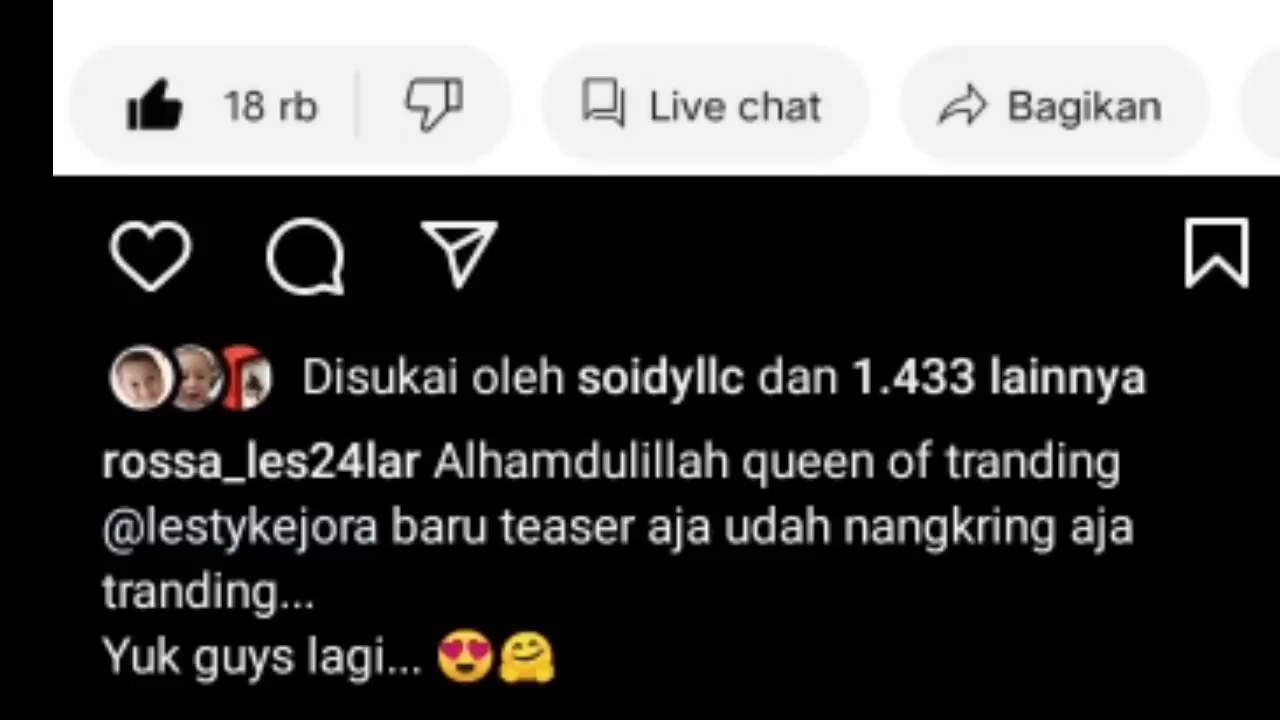 18 rb Live chat Bagikan
Disukai oleh soidyllc dan 1.433 lainnya
rossa_les24lar Alhamdulillah queen of tranding
@lestykejora baru teaser aja udah nangkring aja
tranding...
Yuk guys lagi... 😍🤗